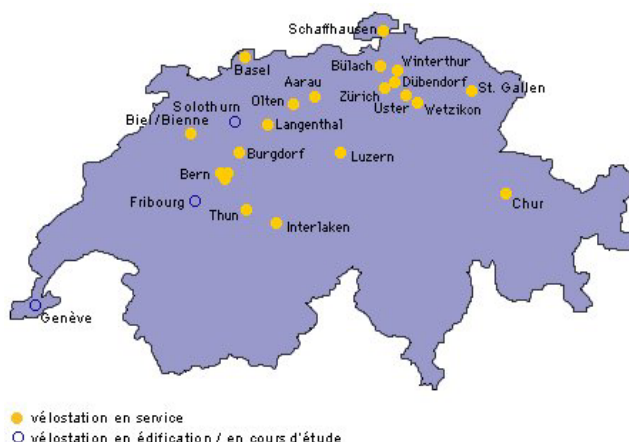 Schaffhausen
Basel
Bülach
Winterthur
Dübendorf
Zürich
St. Gallen
Aarau
Olten
Uster
Wetzikon
Solothurn
Biel/Bienne
Langenthal
Burgdorf
Luzern
Bern
Fribourg
Thun
Interlaken
Chur
Genève
vélostation en service
vélostation en édification / en cours d'étude